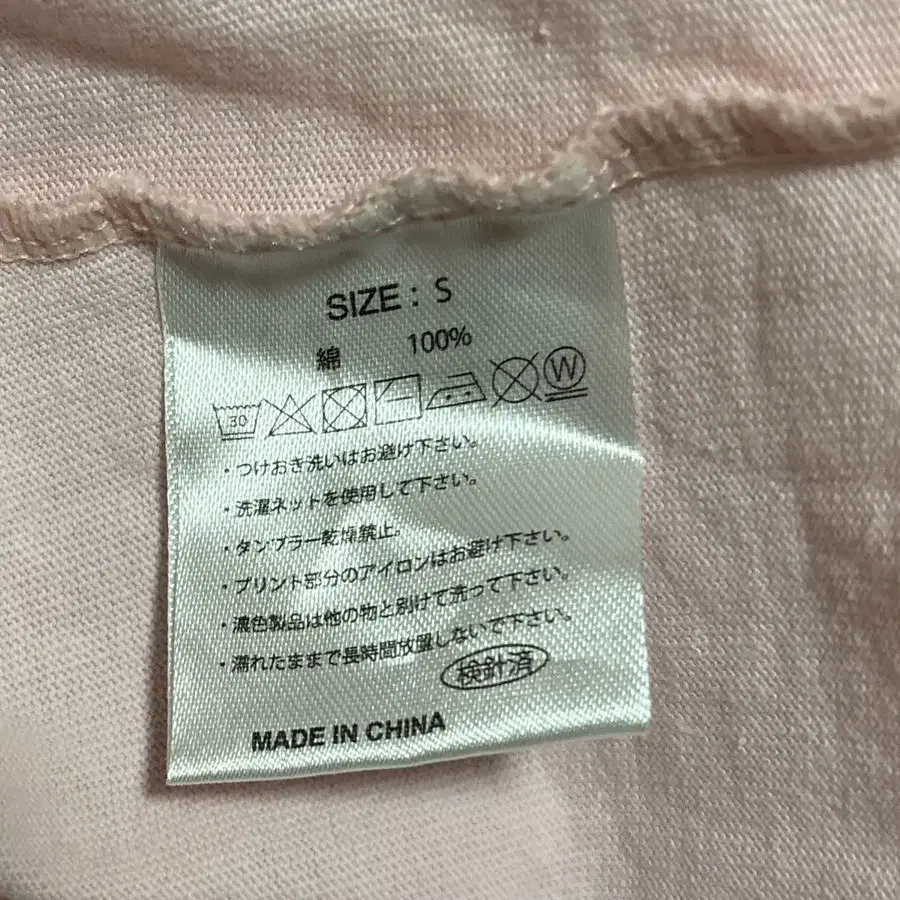 SIZE : S
綿 100%
30 W
・つけおき洗いはお避け下さい。
・洗濯ネットを使用して下さい。
・タンブラー乾燥禁止。
・プリント部分のアイロンはお避け下さい。
・濃色製品は他の物と別けて洗って下さい。
・濡れたままで長時間放置しないで下さい。
検針済
MADE IN CHINA